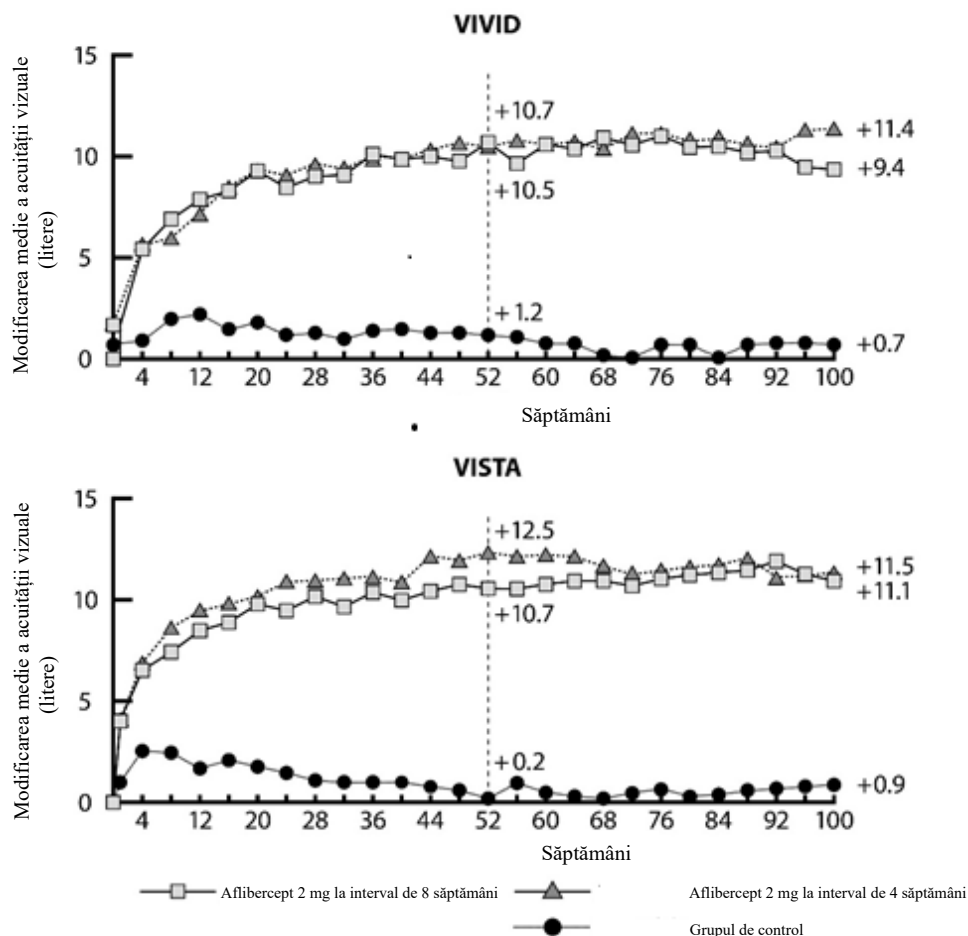 VIVID
Modificarea medie a acuității vizuale
(litere)
15
10
5
0
+10.7
+10.5
+ 1.2
+11.4
+9.4
+0.7
4 12 20 28 36 44 52 60 68 76 84 92 100
Săptămâni
VISTA
Modificarea medie a acuității vizuale
(litere)
15
10
5
0
+12.5
+10.7
+ 0.2
+11.5
+11.1
+0.9
4 12 20 28 36 44 52 60 68 76 84 92 100
Săptămâni
Aflibercept 2 mg la interval de 8 săptămâni Aflibercept 2 mg la interval de 4 săptămâni
Grupul de control